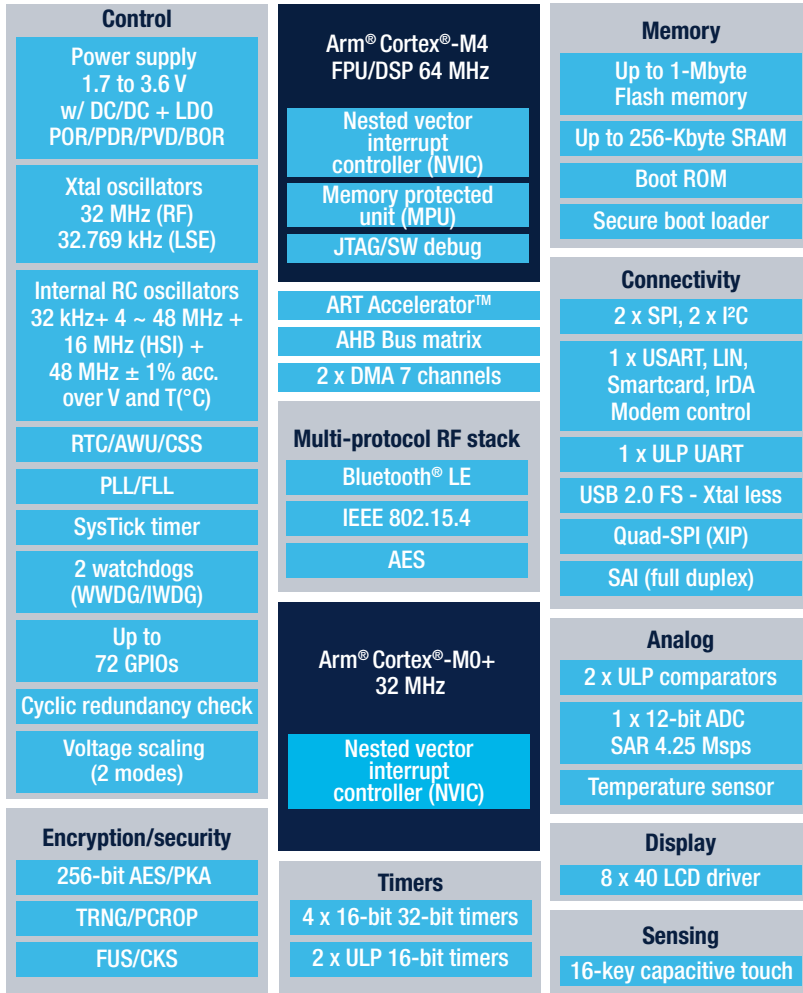 Control
Power supply
1.7 to 3.6 V
w/ DC/DC + LDO
POR/PDR/PVD/BOR
Xtal oscillators
32 MHz (RF)
32.769 kHz (LSE)
Internal RC oscillators
32 kHz+ 4 ~ 48 MHz +
16 MHz (HSI) +
48 MHz ± 1% acc.
over V and T(°C)
RTC/AWU/CSS
PLL/FLL
SysTick timer
2 watchdogs
(WWDG/IWDG)
Up to
72 GPIOs
Cyclic redundancy check
Voltage scaling
(2 modes)
Encryption/security
256-bit AES/PKA
TRNG/PCROP
FUS/CKS
Arm® Cortex®-M4
FPU/DSP 64 MHz
Nested vector
interrupt
controller (NVIC)
Memory protected
unit (MPU)
JTAG/SW debug
ART Accelerator™
AHB Bus matrix
2 x DMA 7 channels
Multi-protocol RF stack
Bluetooth® LE
IEEE 802.15.4
AES
Arm® Cortex®-M0+
32 MHz
Nested vector
interrupt
controller (NVIC)
Timers
4 x 16-bit 32-bit timers
2 x ULP 16-bit timers
Memory
Up to 1-Mbyte
Flash memory
Up to 256-Kbyte SRAM
Boot ROM
Secure boot loader
Connectivity
2 x SPI, 2 x I²C
1 x USART, LIN,
Smartcard, IrDA
Modem control
1 x ULP UART
USB 2.0 FS - Xtal less
Quad-SPI (XIP)
SAI (full duplex)
Analog
2 x ULP comparators
1 x 12-bit ADC
SAR 4.25 Msps
Temperature sensor
Display
8 x 40 LCD driver
Sensing
16-key capacitive touch